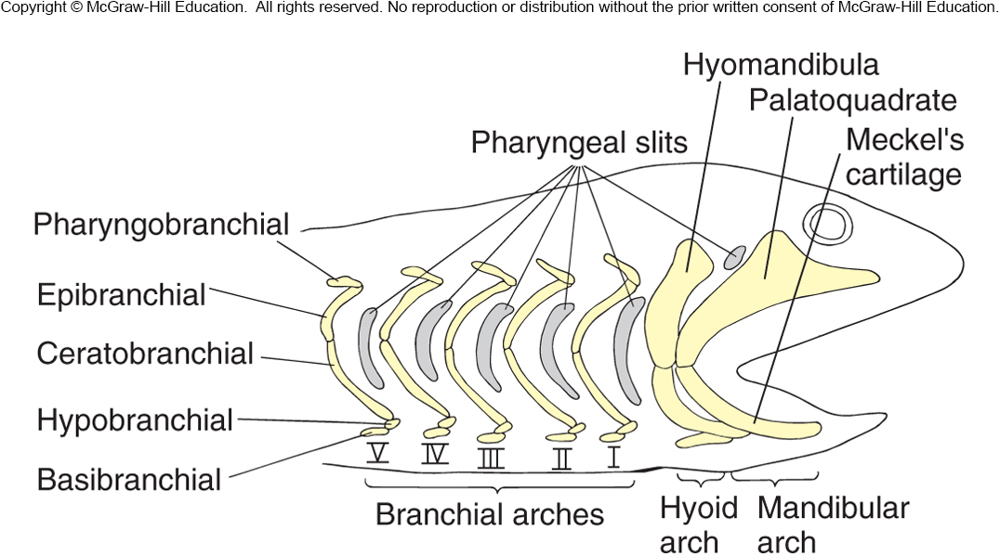 Copyright © McGraw-Hill Education.  All rights reserved. No reproduction or distribution without the prior written consent of McGraw-Hill Education.
Hyomandibula
Palatoquadrate
Meckel's
cartilage
Pharyngeal slits
Pharyngobranchial
Epibranchial
Ceratobranchial
Hypobranchial
Basibranchial
V IV III II I
Branchial arches
Hyoid
arch
Mandibular
arch